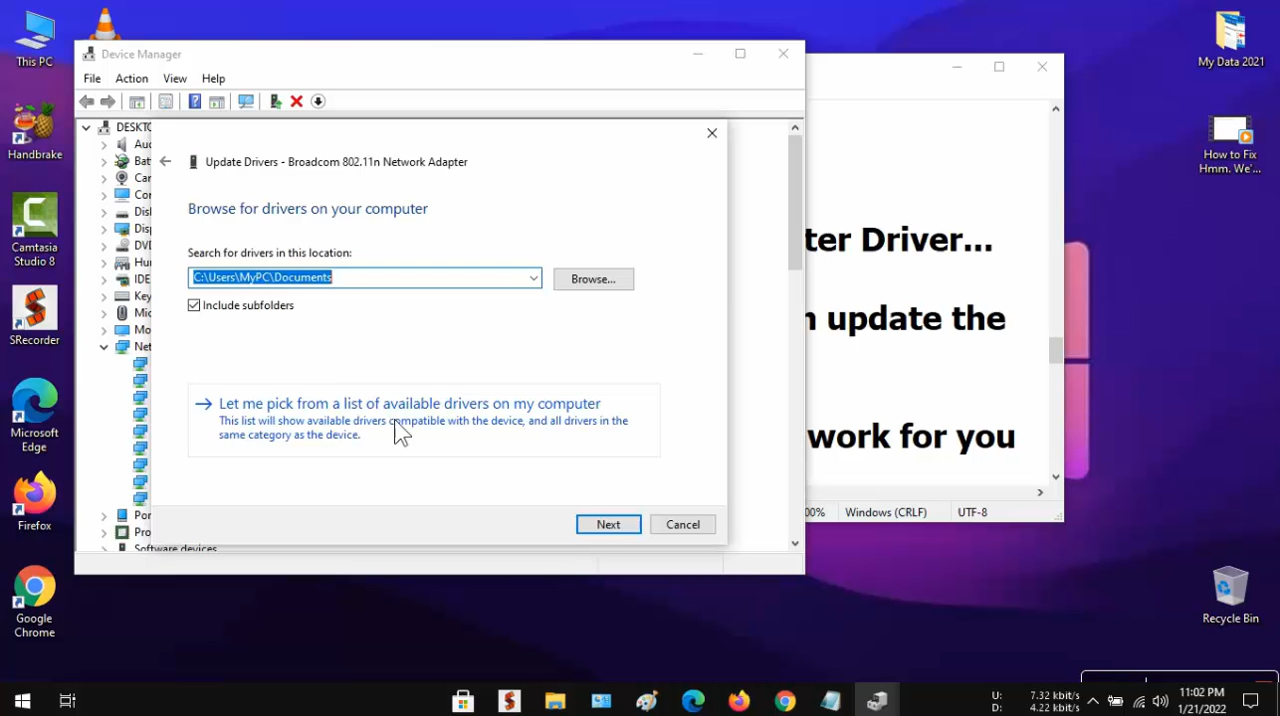 This PC
Handbrake
Camtasia
Studio 8
SRecorder
Microsoft
Edge
Firefox
Google
Chrome
Device Manager
File Action View Help
DESKTO
Au
Bat
Ca
Co
Dis
Disp
DVD
Hu
IDE
Key
Mic
Mo
Net
Por
Pro
Software devices
Update Drivers - Broadcom 802.11n Network Adapter
Browse for drivers on your computer
Search for drivers in this location:
C:\Users\MyPC\Documents
Browse...
Include subfolders
Let me pick from a list of available drivers on my computer
This list will show available drivers compatible with the device, and all drivers in the
same category as the device.
Next
Cancel
ter Driver...
update the
work for you
Windows (CRLF)
UTF-8
My Data 2021
How to Fix
Hmm. We'...
Recycle Bin
U: 7.32 kbit/s
D: 4.22 kbit/s
11:02 PM
1/21/2022